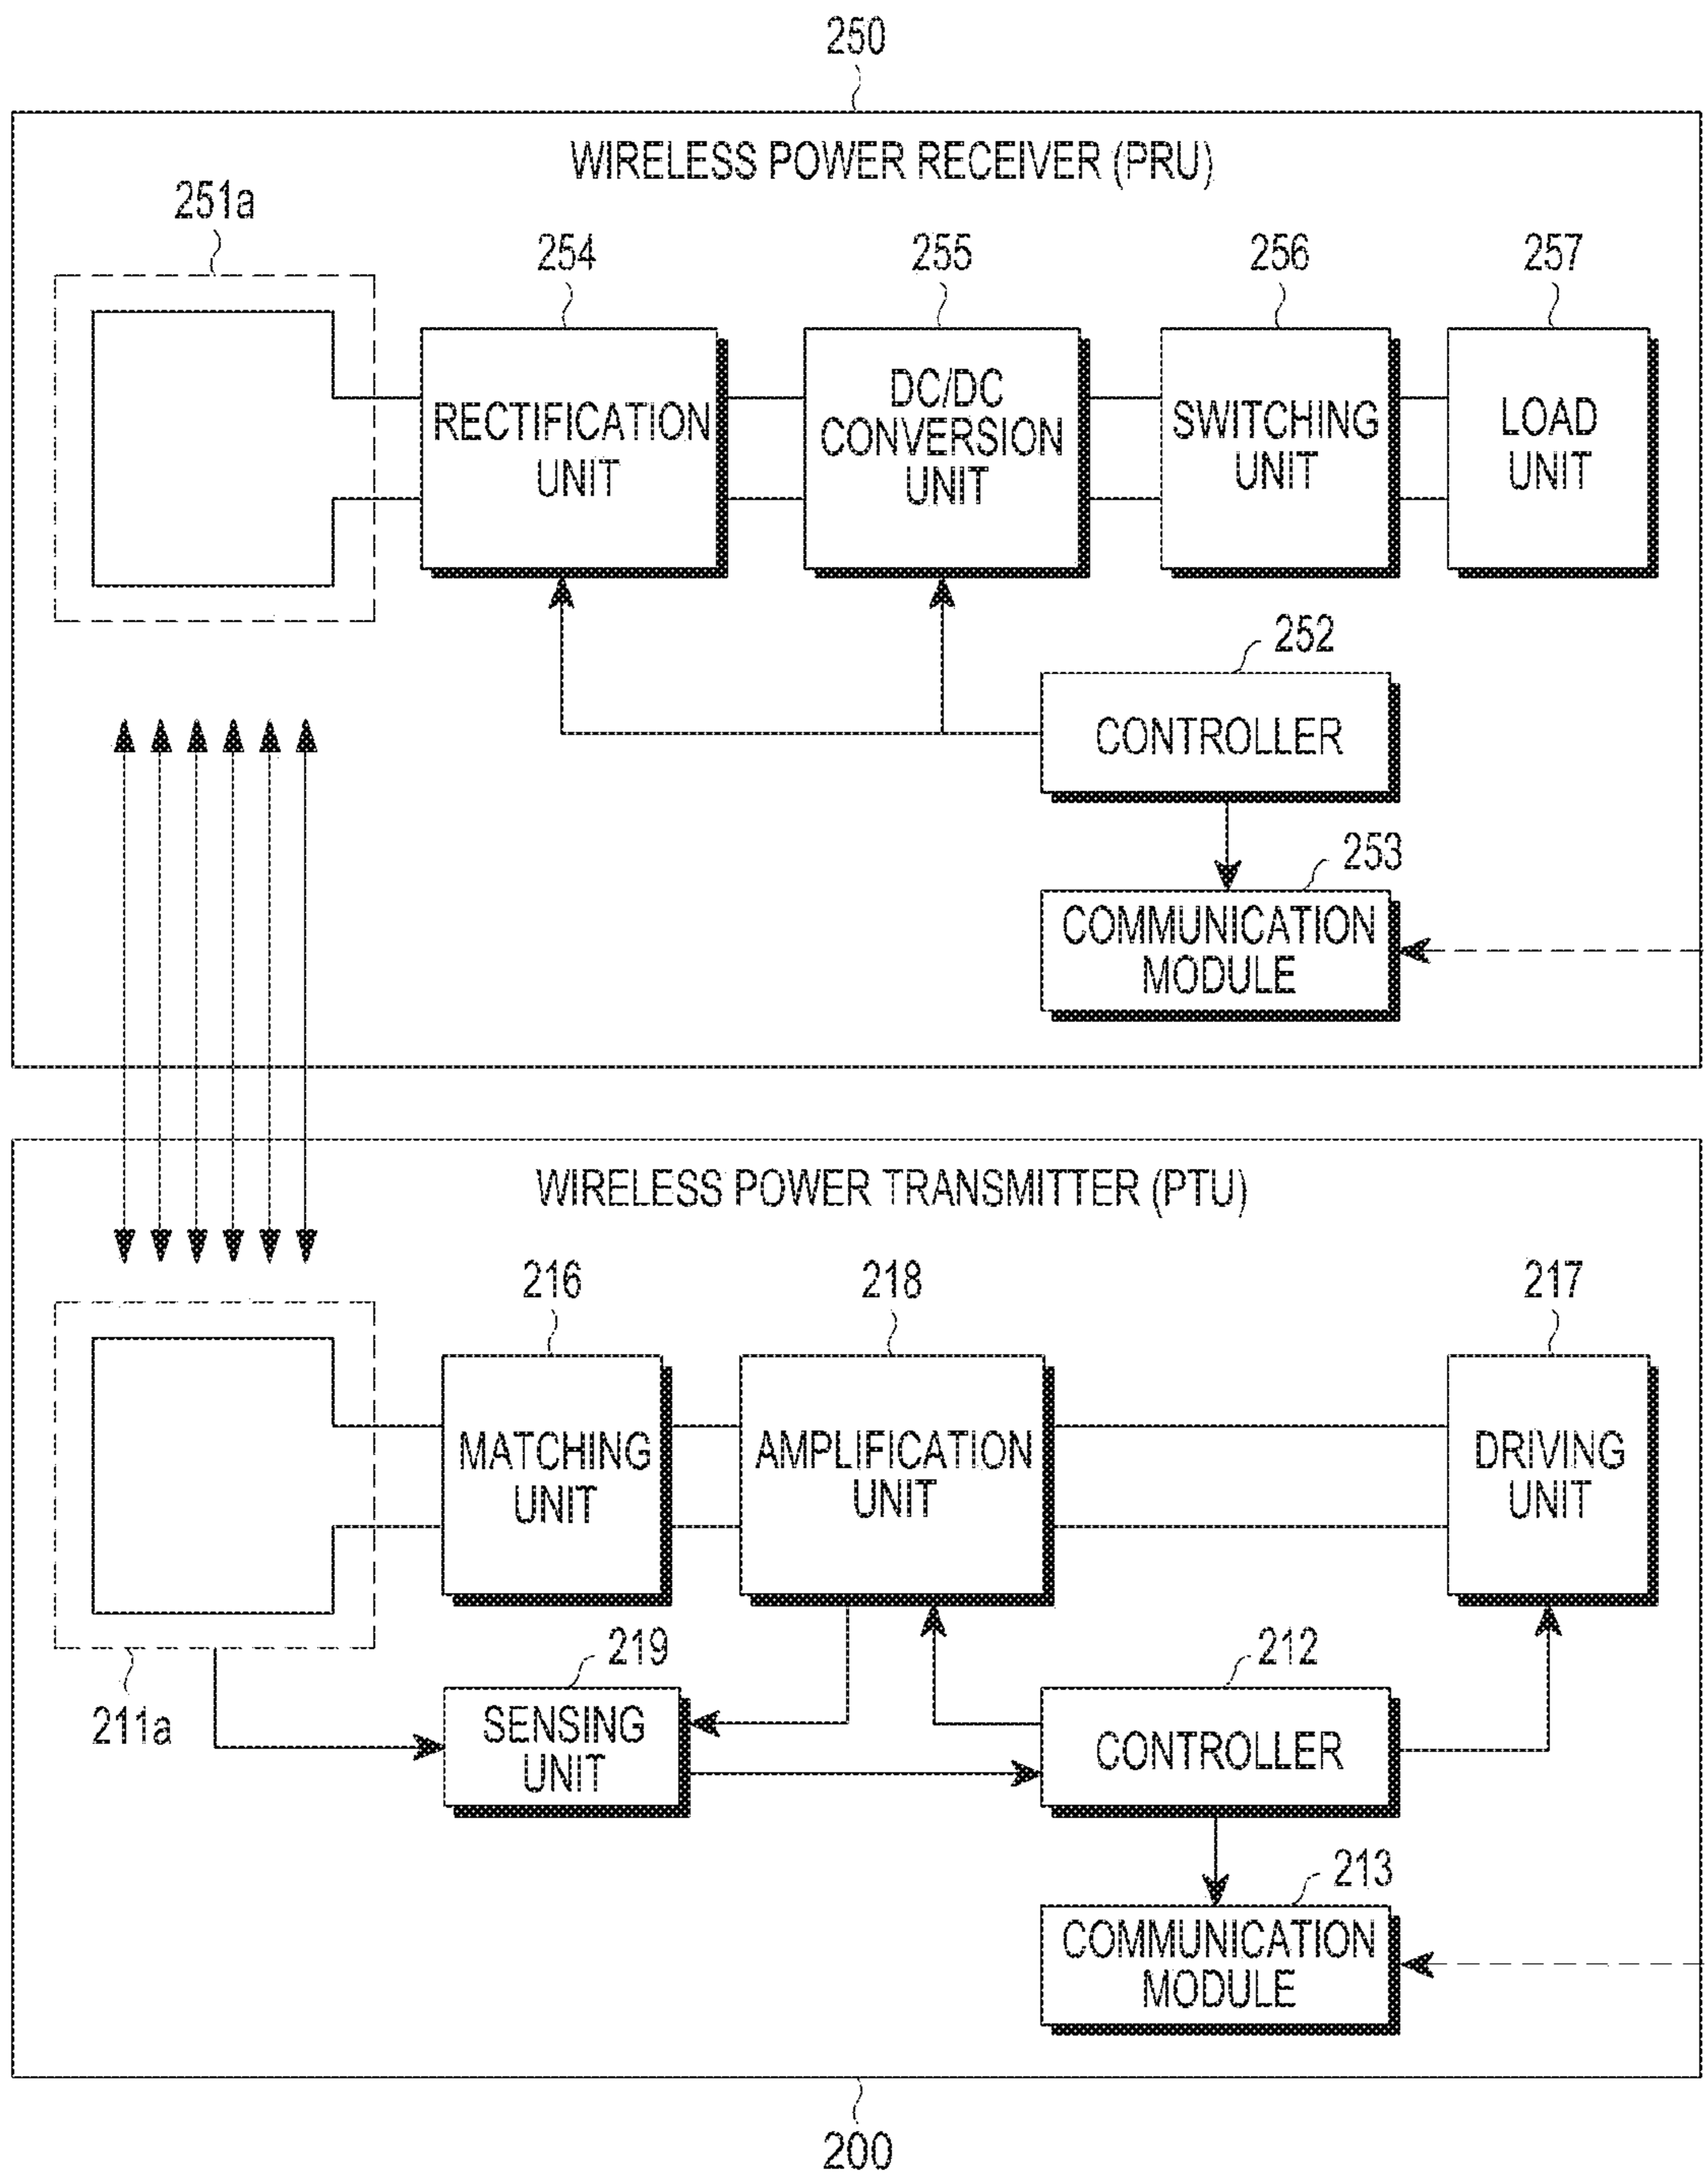 250
WIRELESS POWER RECEIVER (PRU)
251a
254
255
256
257
RECTIFICATION
UNIT
DC/DC
CONVERSION
UNIT
SWITCHING
UNIT
LOAD
UNIT
252
CONTROLLER
253
COMMUNICATION
MODULE
WIRELESS POWER TRANSMITTER (PTU)
216
218
217
MATCHING
UNIT
AMPLIFICATION
UNIT
DRIVING
UNIT
211a
219
SENSING
UNIT
212
CONTROLLER
213
COMMUNICATION
MODULE
200